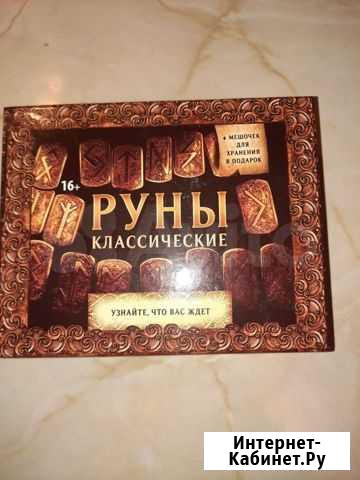 + МЕШОЧЕК
ДЛЯ
ХРАНЕНИЯ
В ПОДАРОК
16+
РУНЫ
КЛАССИЧЕСКИЕ
УЗНАЙТЕ, ЧТО ВАС ЖДЕТ
Интернет-
Кабинет.Ру